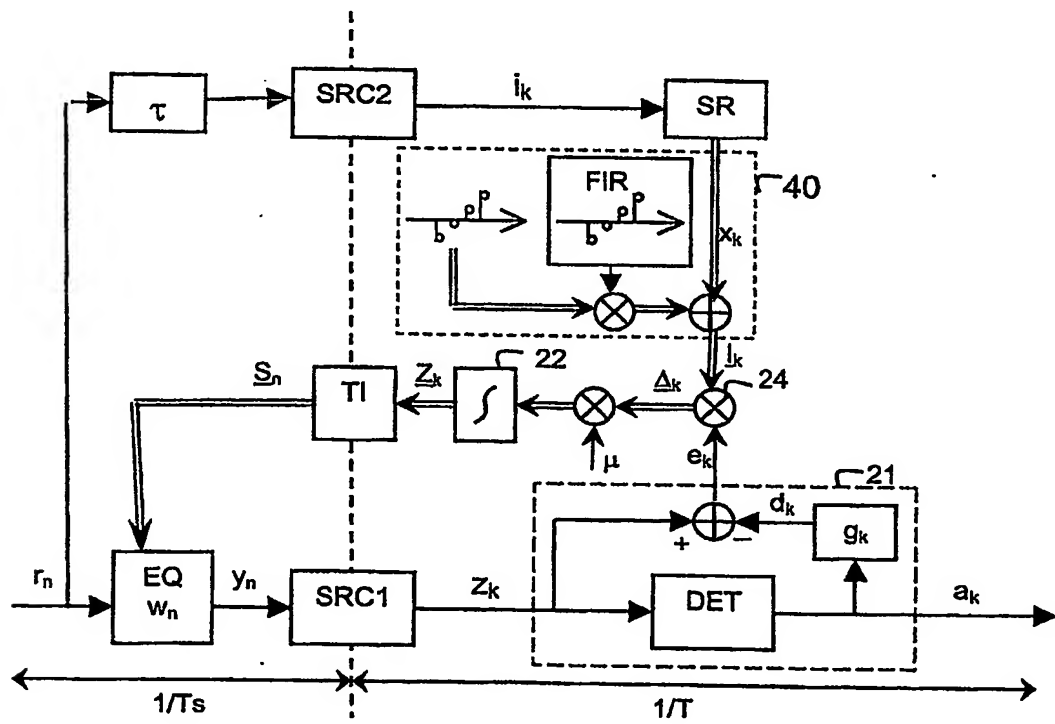 τ
SRC2
i_k
SR
40
FIR
x_k
I_k
22
24
S_n
TI
Z_k
∫
Δ_k
μ
e_k
21
d_k
g_k
+
−
r_n
EQ
w_n
y_n
SRC1
z_k
DET
a_k
1/Ts
1/T